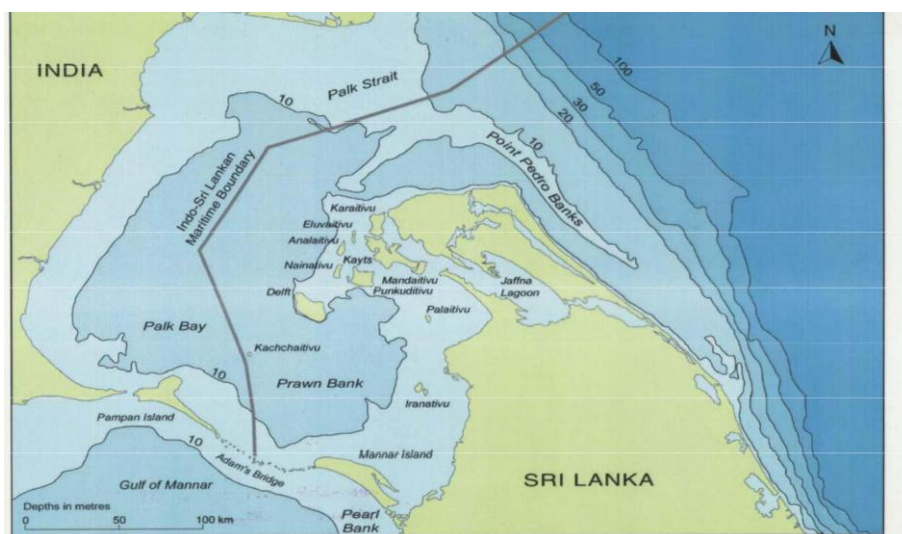 N
INDIA
Palk Strait
100
50
30
20
10
10
Point Pedro Banks
Indo-Sri Lankan
Maritime Boundary
Karaitivu
Eluvaitivu
Analaitivu
Kayts
Nainativu
Mandaitivu
Punkuditivu
Jaffna
Lagoon
Delft
Palaitivu
Palk Bay
Kachchaitivu
10
Prawn Bank
Iranativu
Pampan Island
10
Adam's Bridge
Mannar Island
Gulf of Mannar
SRI LANKA
Pearl
Bank
Depths in metres
0 50 100 km